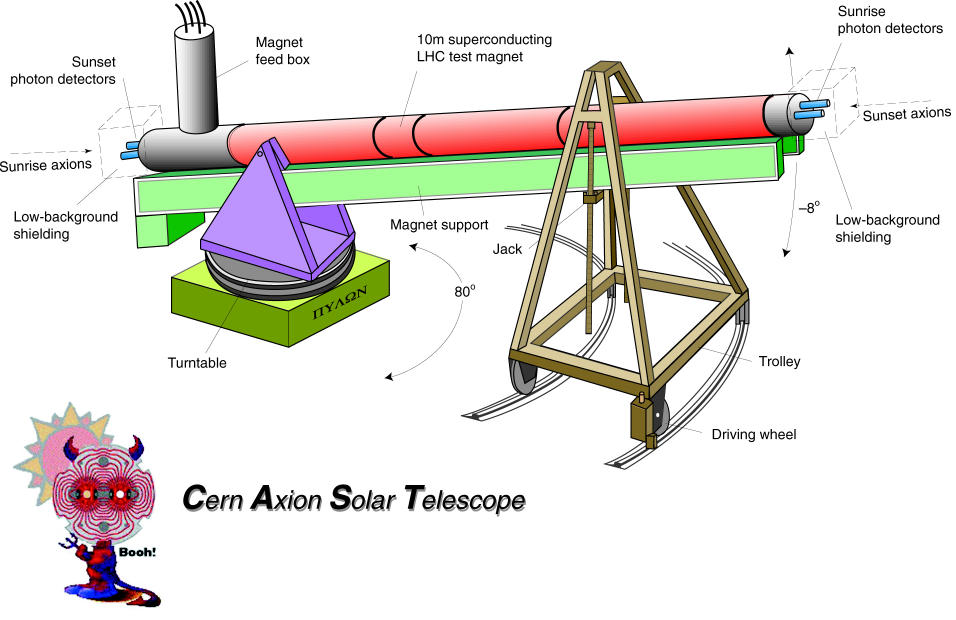 Sunrise
photon detectors
10m superconducting
LHC test magnet
Magnet
feed box
Sunset
photon detectors
Sunset axions
Sunrise axions
Low-background
shielding
–8°
Low-background
shielding
Magnet support
Jack
80°
ΠΥΛΩΝ
Turntable
Trolley
Driving wheel
Cern Axion Solar Telescope
Booh!